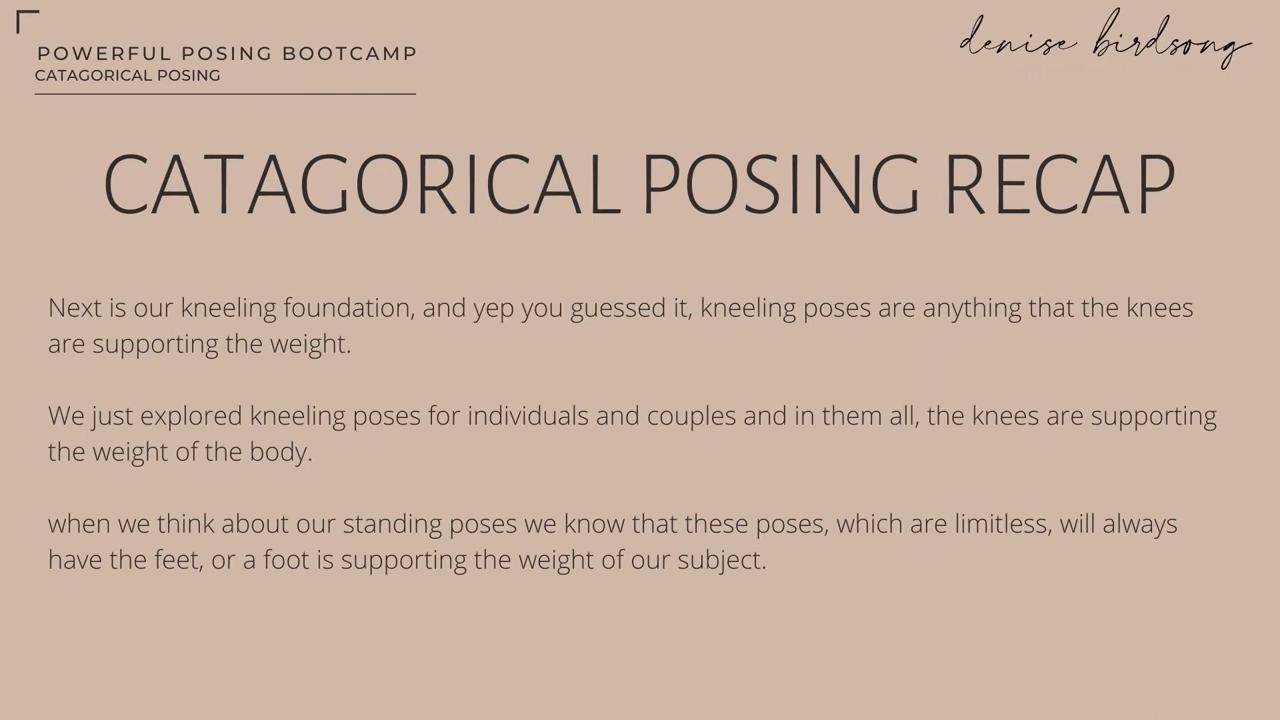 POWERFUL POSING BOOTCAMP
CATAGORICAL POSING
denise birdsong
CATAGORICAL POSING RECAP
Next is our kneeling foundation, and yep you guessed it, kneeling poses are anything that the knees
are supporting the weight.
We just explored kneeling poses for individuals and couples and in them all, the knees are supporting
the weight of the body.
when we think about our standing poses we know that these poses, which are limitless, will always
have the feet, or a foot is supporting the weight of our subject.